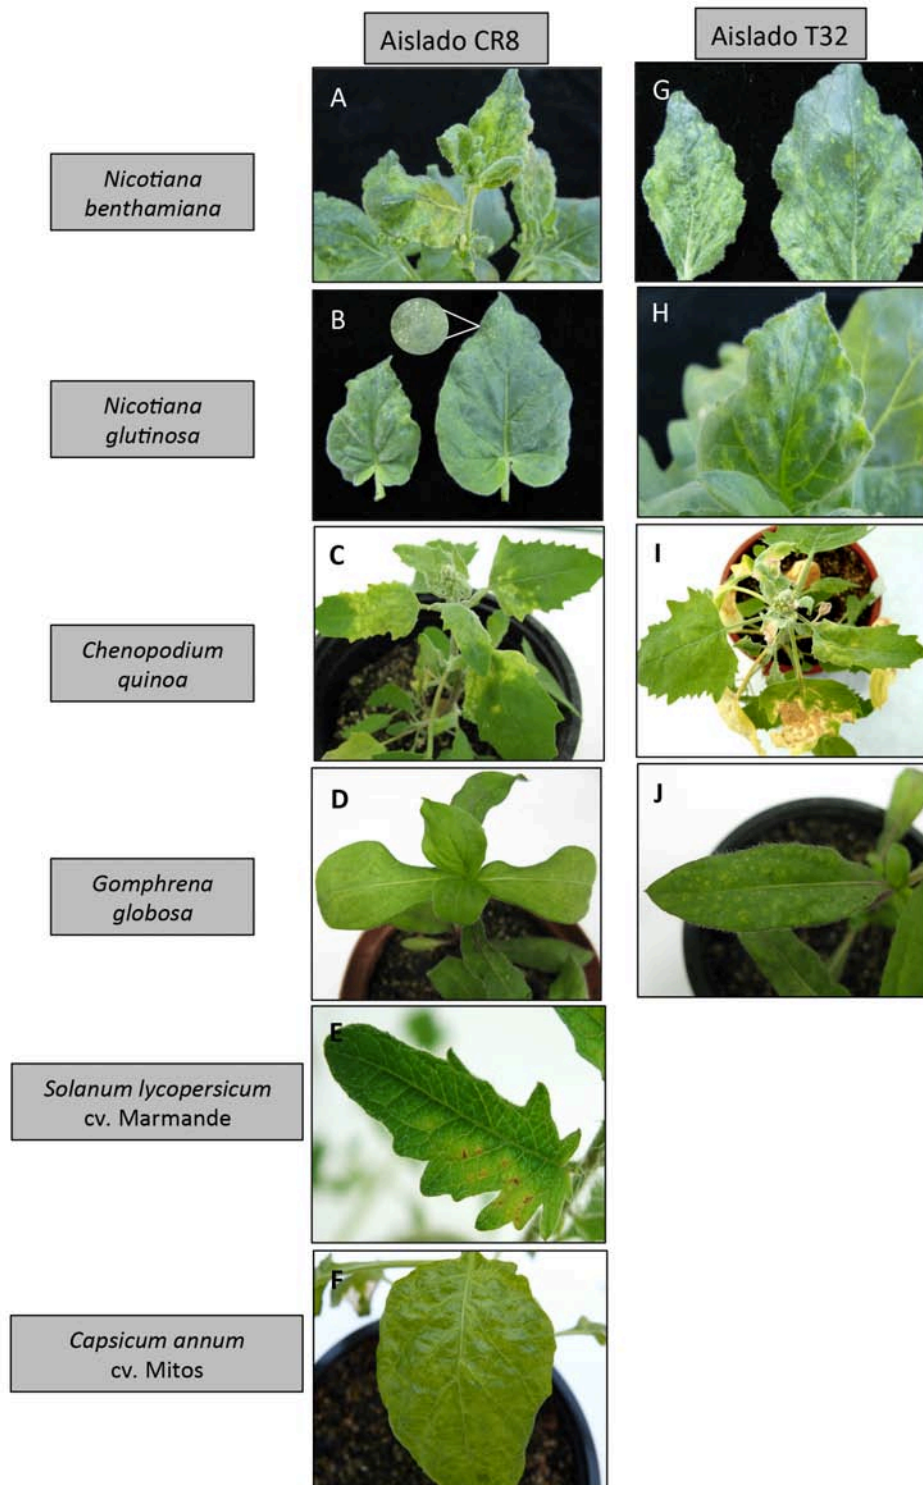 Aislado CR8
Aislado T32
A
G
Nicotiana
benthamiana
B
H
Nicotiana
glutinosa
C
I
Chenopodium
quinoa
D
J
Gomphrena
globosa
E
Solanum lycopersicum
cv. Marmande
F
Capsicum annum
cv. Mitos